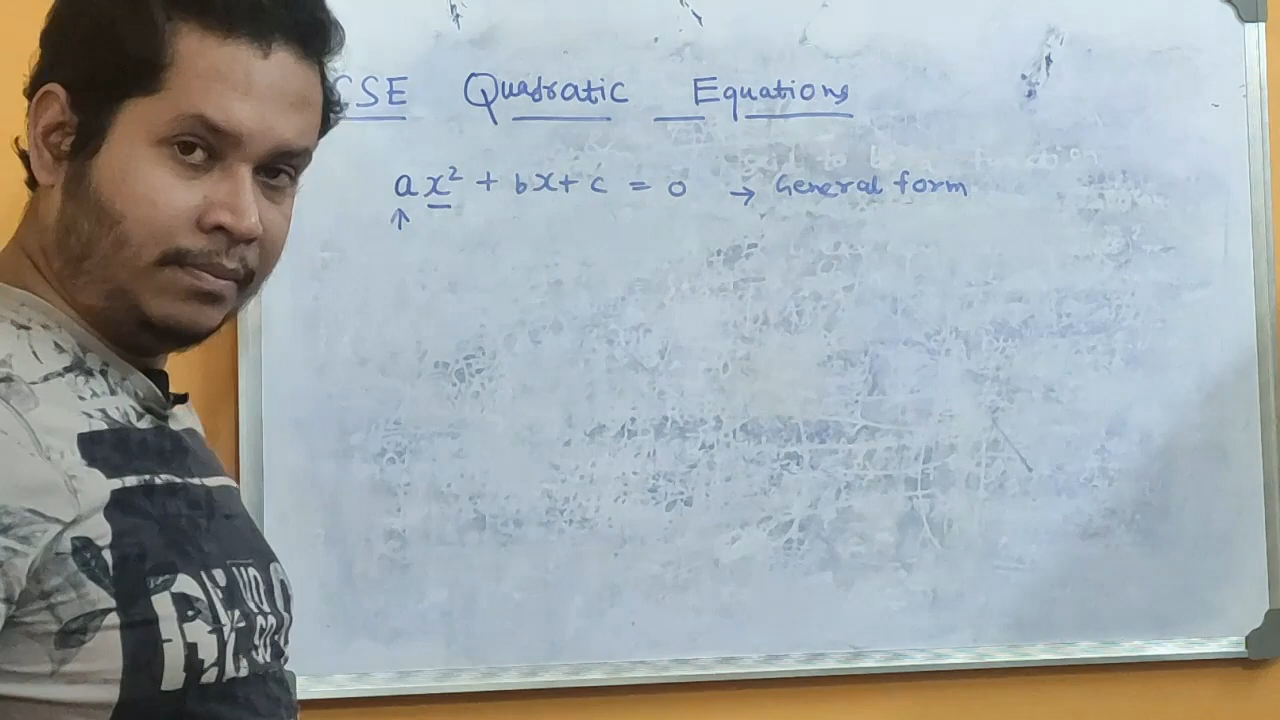 CSE Quadratic Equations
ax² + bx + c = 0 → General form
↑